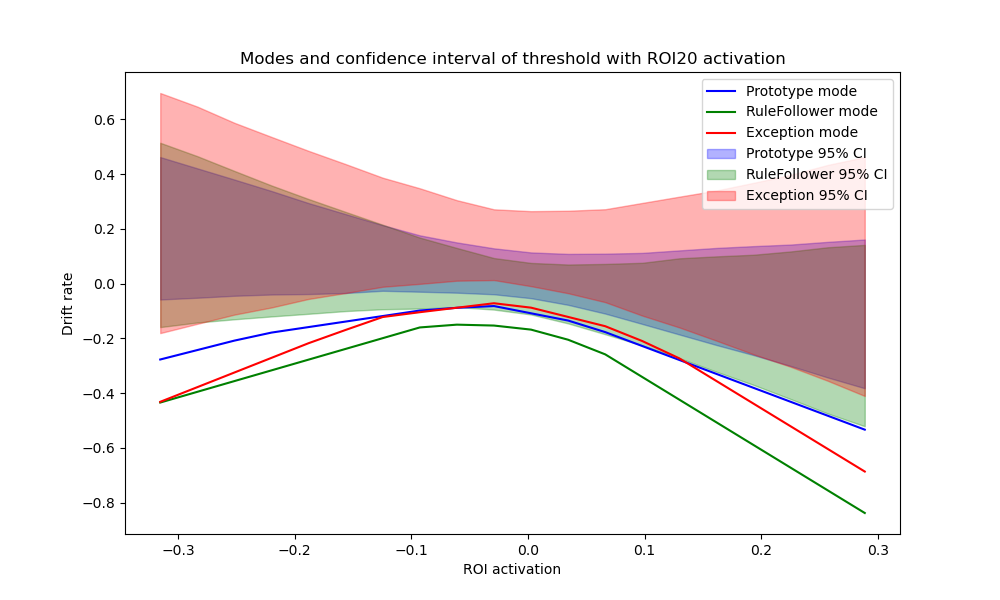 Modes and confidence interval of threshold with ROI20 activation
Prototype mode
RuleFollower mode
Exception mode
Prototype 95% CI
RuleFollower 95% CI
Exception 95% CI
Drift rate
0.6
0.4
0.2
0.0
−0.2
−0.4
−0.6
−0.8
−0.3
−0.2
−0.1
0.0
0.1
0.2
0.3
ROI activation